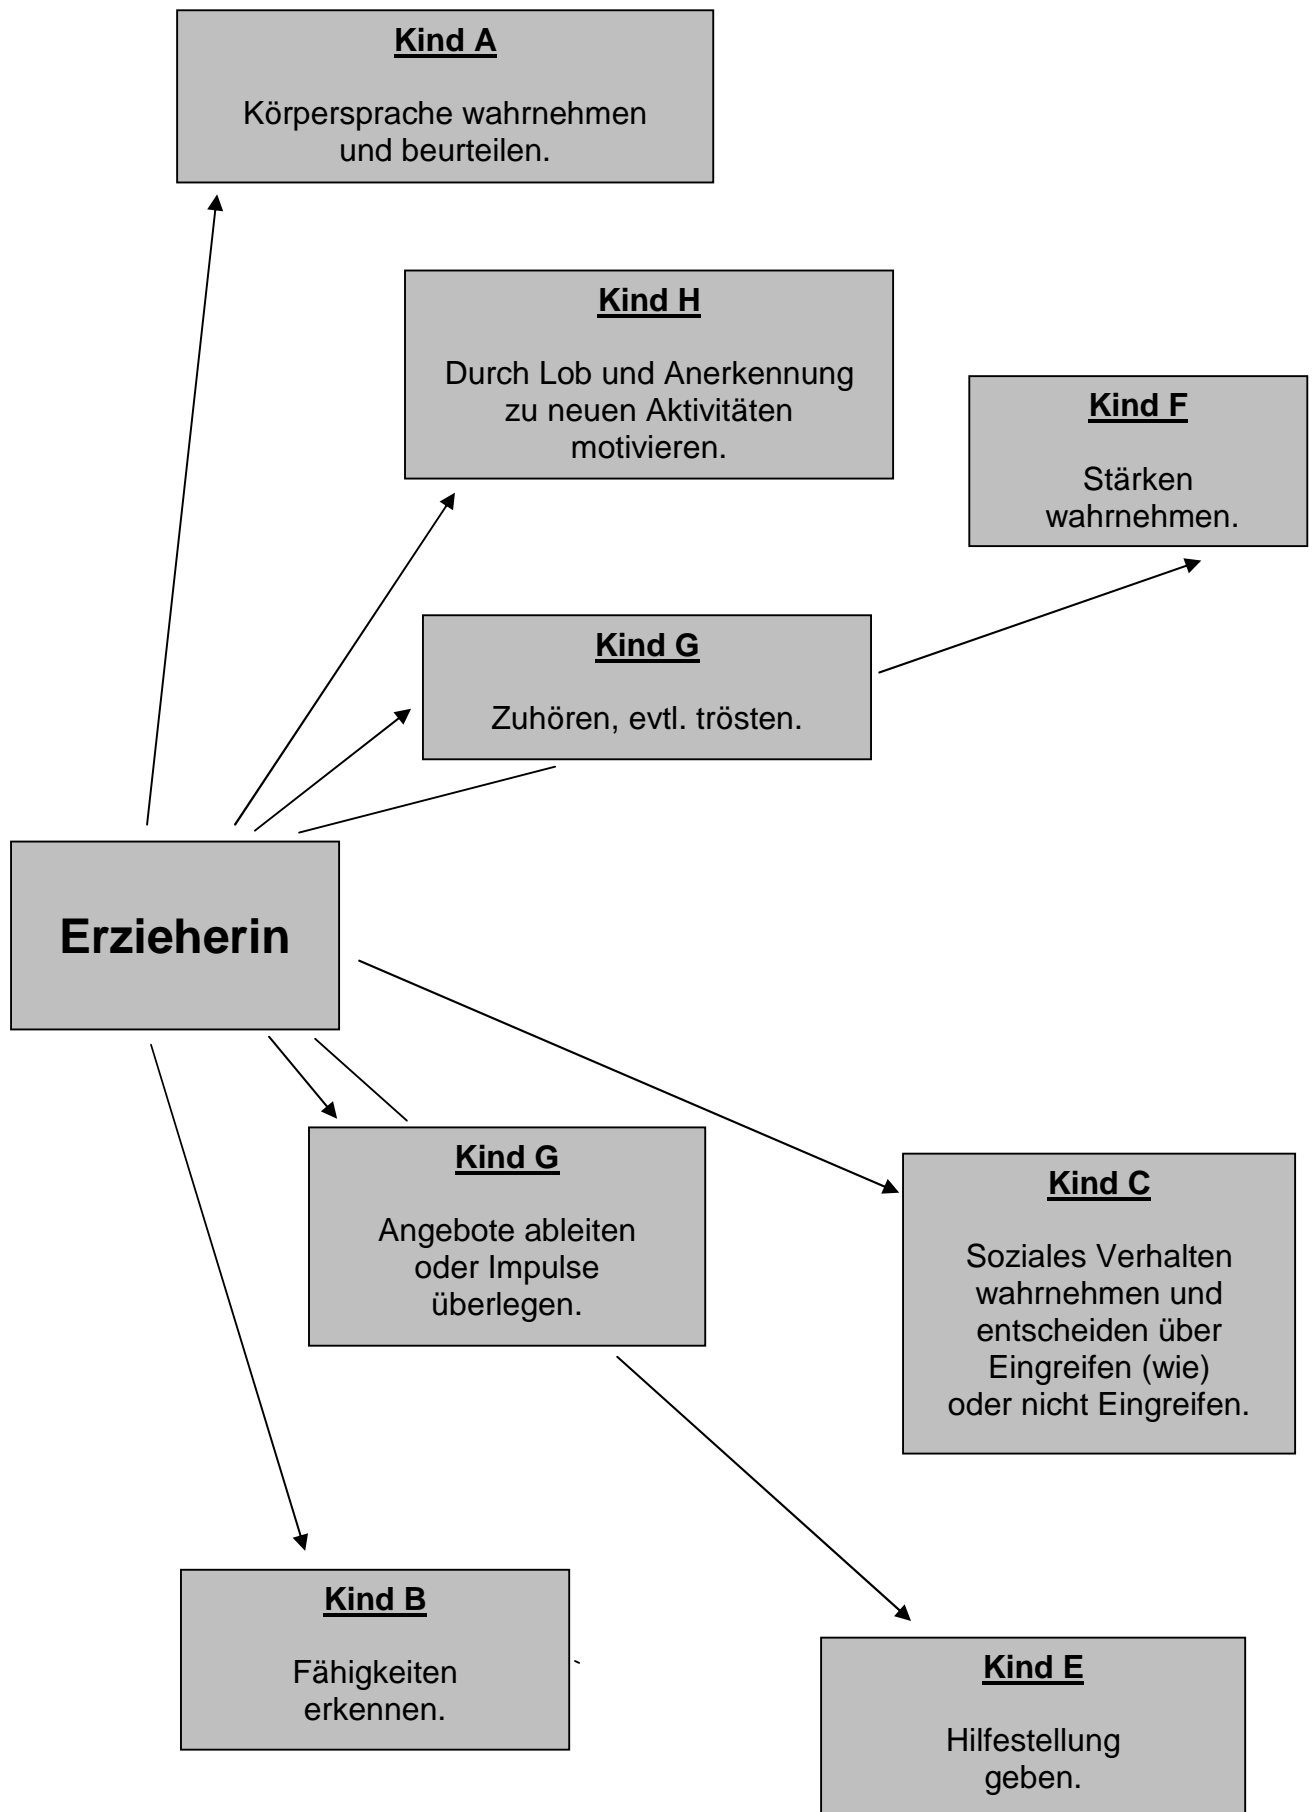 Kind A
Körpersprache wahrnehmen
und beurteilen.
Kind H
Durch Lob und Anerkennung
zu neuen Aktivitäten
motivieren.
Kind F
Stärken
wahrnehmen.
Kind G
Zuhören, evtl. trösten.
Erzieherin
Kind G
Angebote ableiten
oder Impulse
überlegen.
Kind C
Soziales Verhalten
wahrnehmen und
entscheiden über
Eingreifen (wie)
oder nicht Eingreifen.
Kind B
Fähigkeiten
erkennen.
Kind E
Hilfestellung
geben.